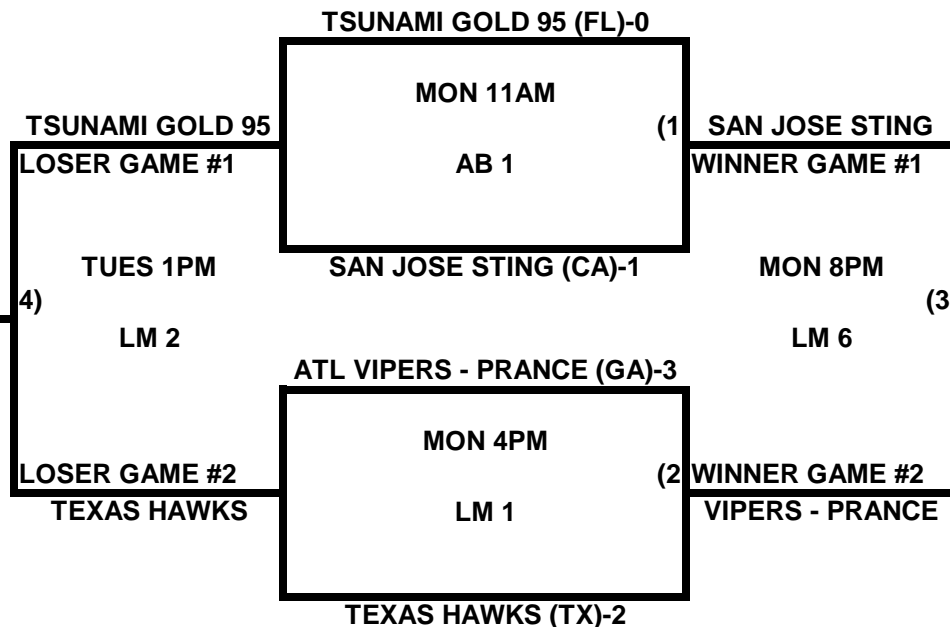 TSUNAMI GOLD 95 (FL)-0
MON 11AM
TSUNAMI GOLD 95
(1
SAN JOSE STING
LOSER GAME #1
AB 1
WINNER GAME #1
SAN JOSE STING (CA)-1
TUES 1PM
MON 8PM
4)
(3
LM 2
LM 6
ATL VIPERS - PRANCE (GA)-3
MON 4PM
LOSER GAME #2
(2
WINNER GAME #2
TEXAS HAWKS
LM 1
VIPERS - PRANCE
TEXAS HAWKS (TX)-2